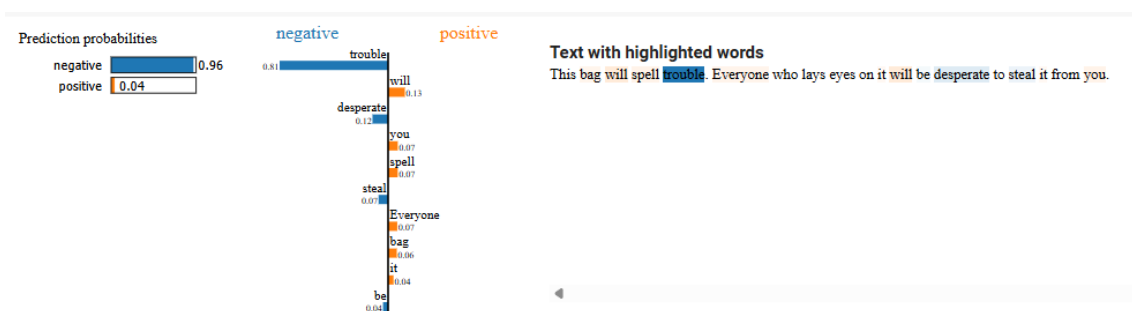 Prediction probabilities
negative 0.96
positive 0.04
negative positive
trouble
0.81
will
0.13
desperate
0.12
you
0.07
spell
0.07
steal
0.07
Everyone
0.07
bag
0.06
it
0.04
be
0.04
Text with highlighted words
This bag will spell trouble. Everyone who lays eyes on it will be desperate to steal it from you.